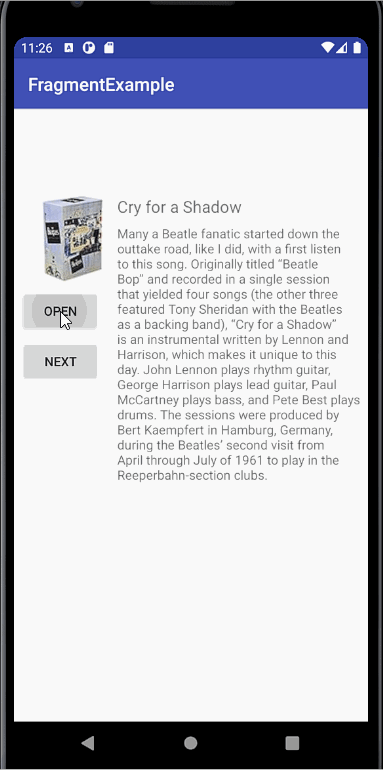 11:26
FragmentExample
Cry for a Shadow
Many a Beatle fanatic started down the
outtake road, like I did, with a first listen
to this song. Originally titled “Beatle
Bop” and recorded in a single session
that yielded four songs (the other three
featured Tony Sheridan with the Beatles
as a backing band), “Cry for a Shadow”
is an instrumental written by Lennon and
Harrison, which makes it unique to this
day. John Lennon plays rhythm guitar,
George Harrison plays lead guitar, Paul
McCartney plays bass, and Pete Best plays
drums. The sessions were produced by
Bert Kaempfert in Hamburg, Germany,
during the Beatles’ second visit from
April through July of 1961 to play in the
Reeperbahn-section clubs.
OPEN
NEXT